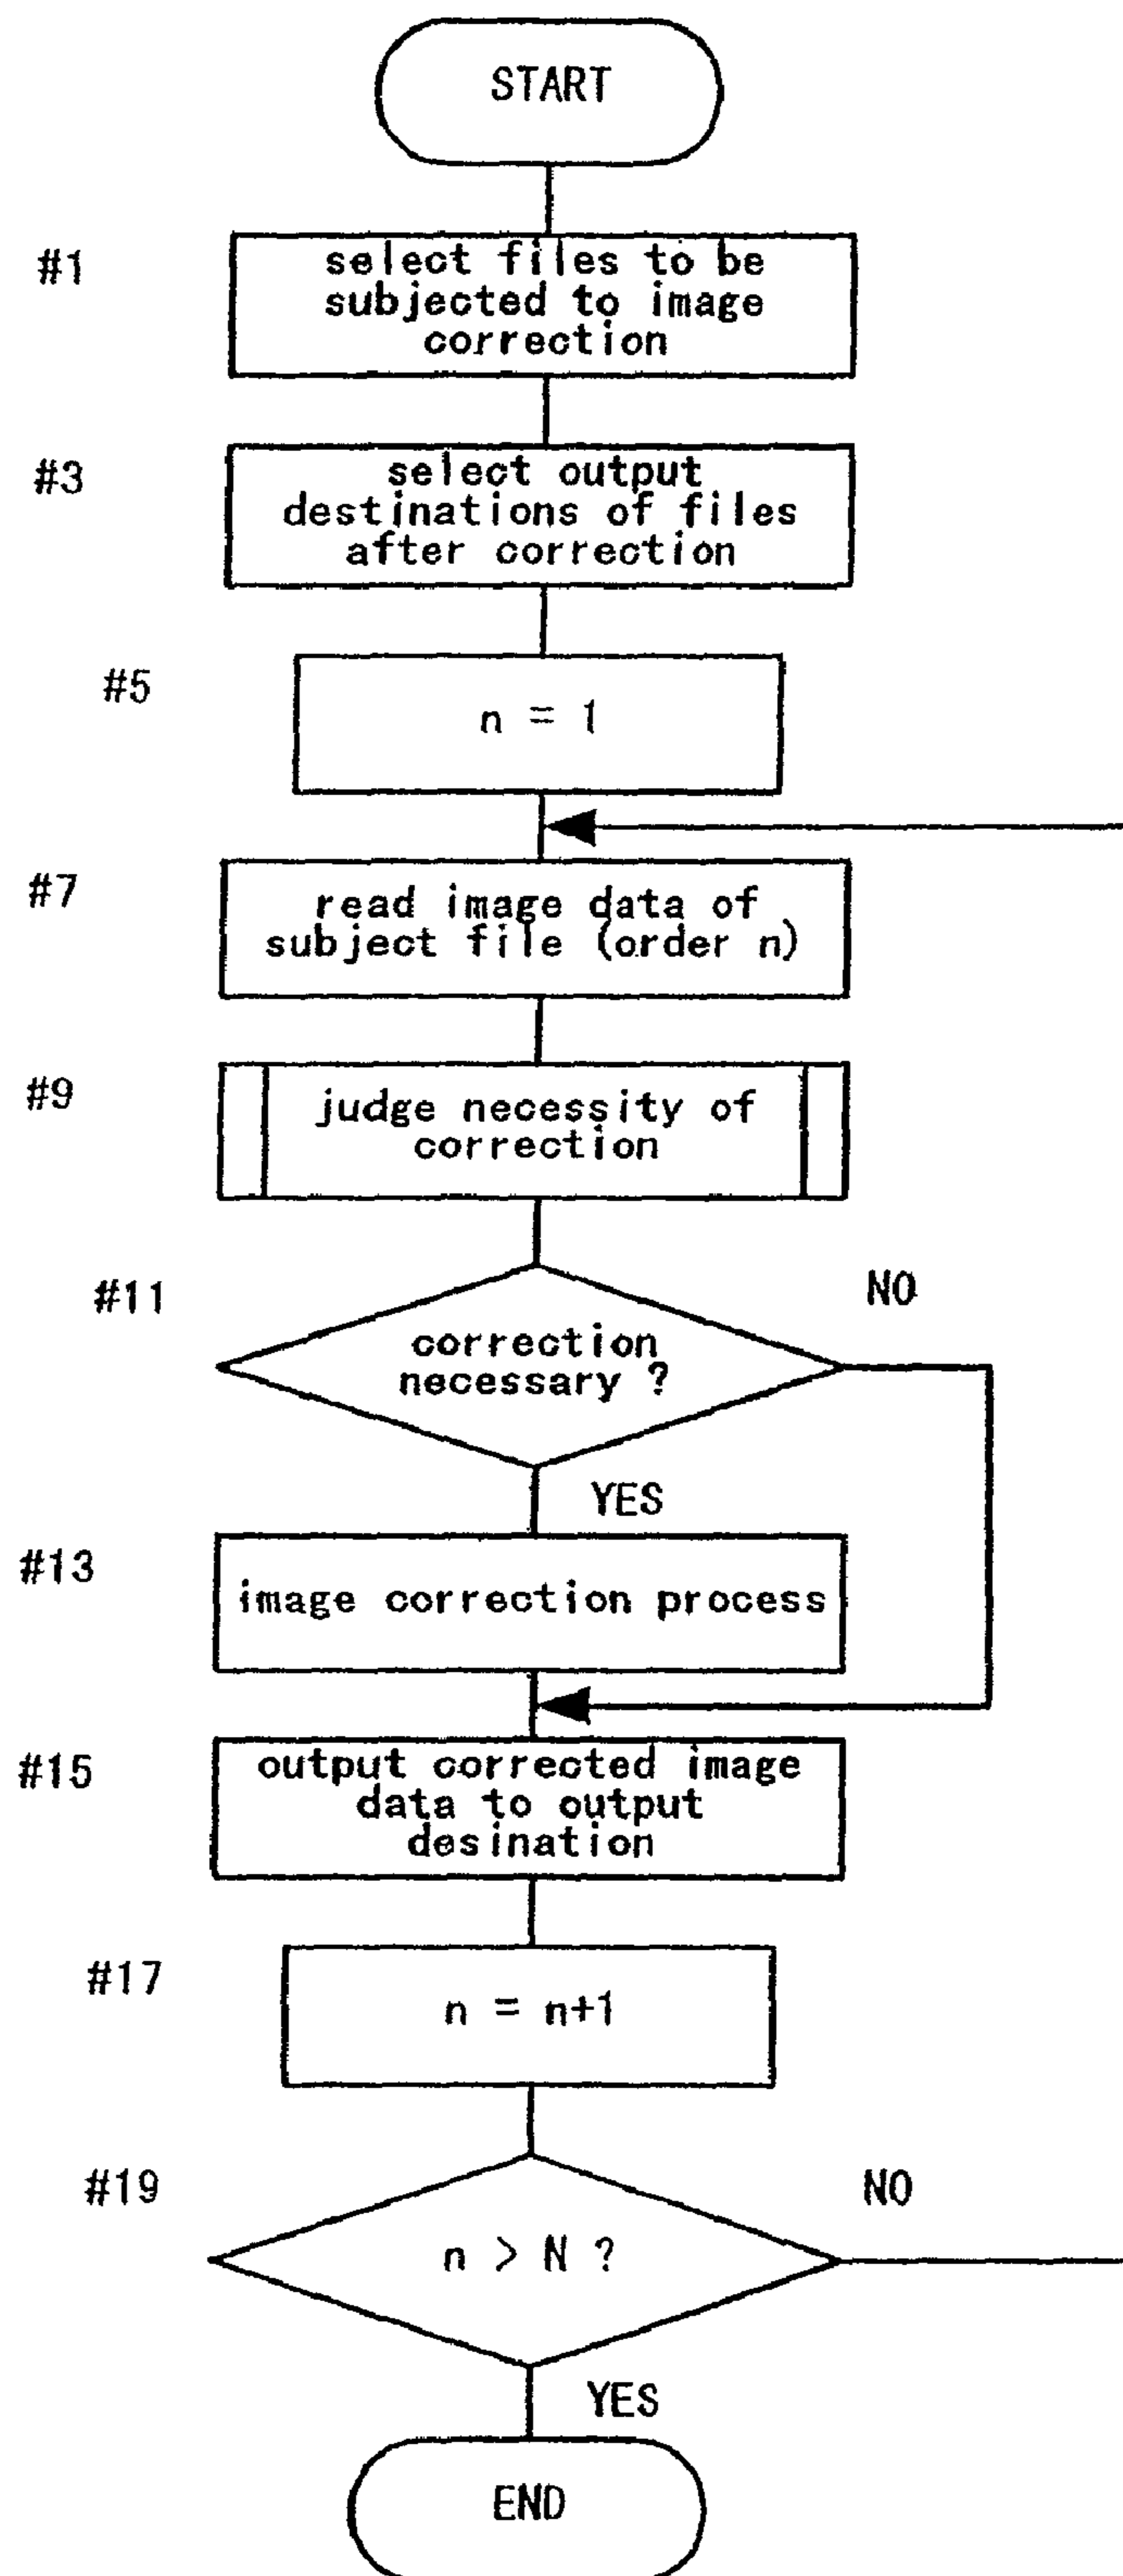 START
#1
select files to be
subjected to image
correction
#3
select output
destinations of files
after correction
#5
n = 1
#7
read image data of
subject file (order n)
#9
judge necessity of
correction
#11
correction
necessary ?
NO
YES
#13
image correction process
#15
output corrected image
data to output
desination
#17
n = n+1
#19
n > N ?
NO
YES
END